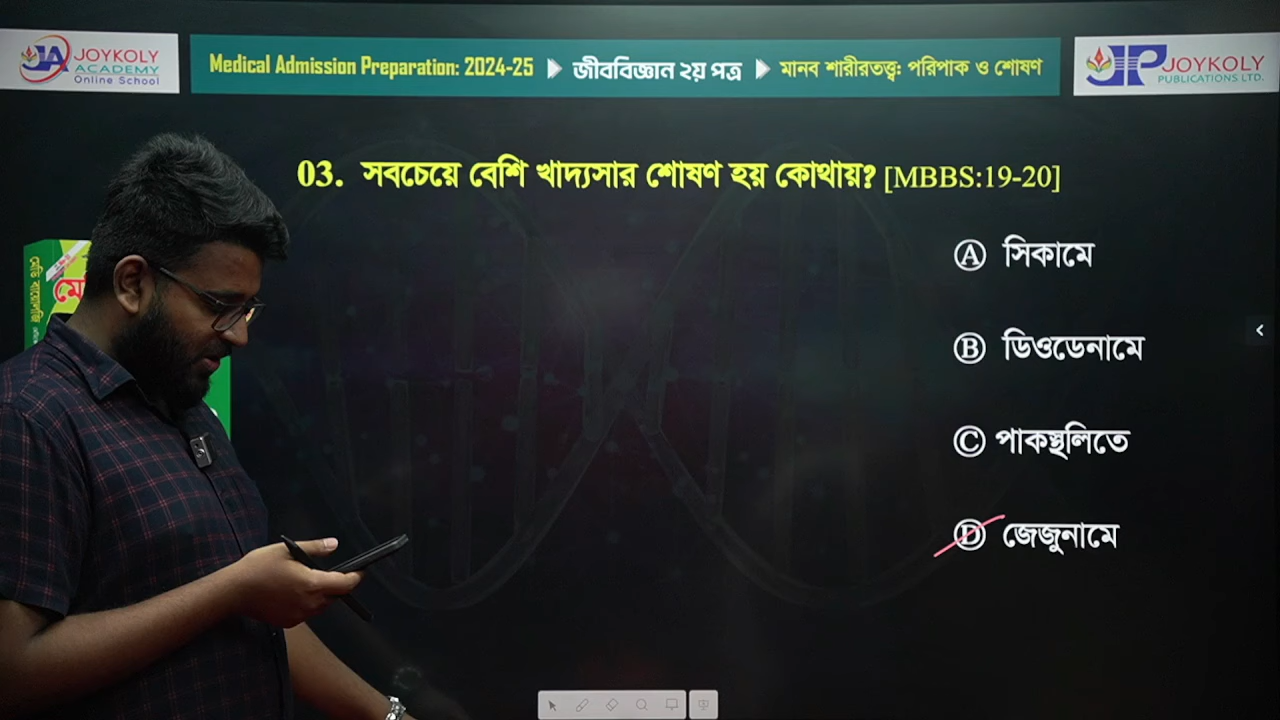 JOYKOLY
ACADEMY
Online School
Medical Admission Preparation: 2024-25 জীববিজ্ঞান ২য় পত্র মানব শারীরতত্ত্ব: পরিপাক ও শোষণ
JOYKOLY
PUBLICATIONS LTD.
03. সবচেয়ে বেশি খাদ্যসার শোষণ হয় কোথায়? [MBBS:19-20]
A সিকামে
B ডিওডেনামে
C পাকস্থলিতে
D জেজুনামে